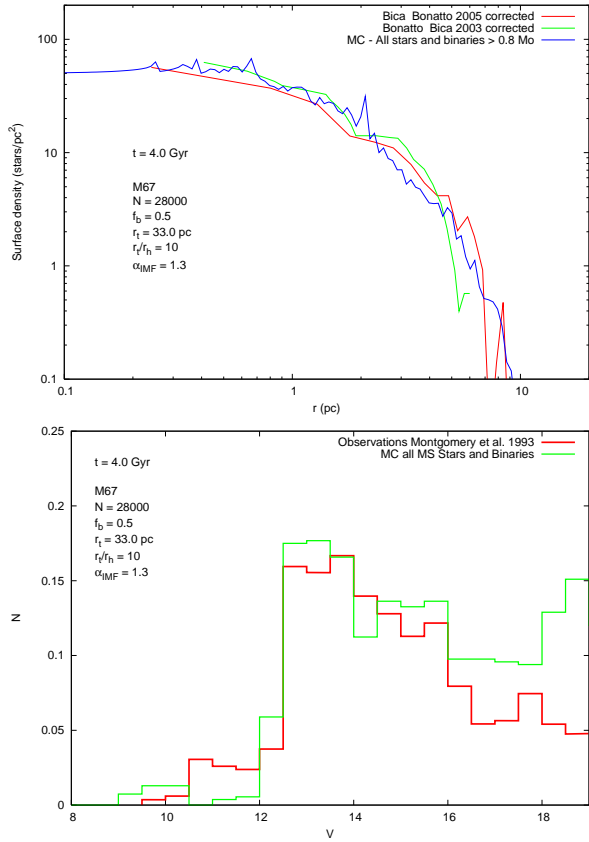 Bica Bonatto 2005 corrected
Bonatto Bica 2003 corrected
MC - All stars and binaries > 0.8 Mo
100
10
1
0.1
Surface density (stars/pc²)
t = 4.0 Gyr
M67
N = 28000
f_b = 0.5
r_t = 33.0 pc
r_t/r_h = 10
α_IMF = 1.3
0.1
1
10
r (pc)
Observations Montgomery et al. 1993
MC all MS Stars and Binaries
0.25
0.2
0.15
0.1
0.05
0
N
t = 4.0 Gyr
M67
N = 28000
f_b = 0.5
r_t = 33.0 pc
r_t/r_h = 10
α_IMF = 1.3
8
10
12
14
16
18
V